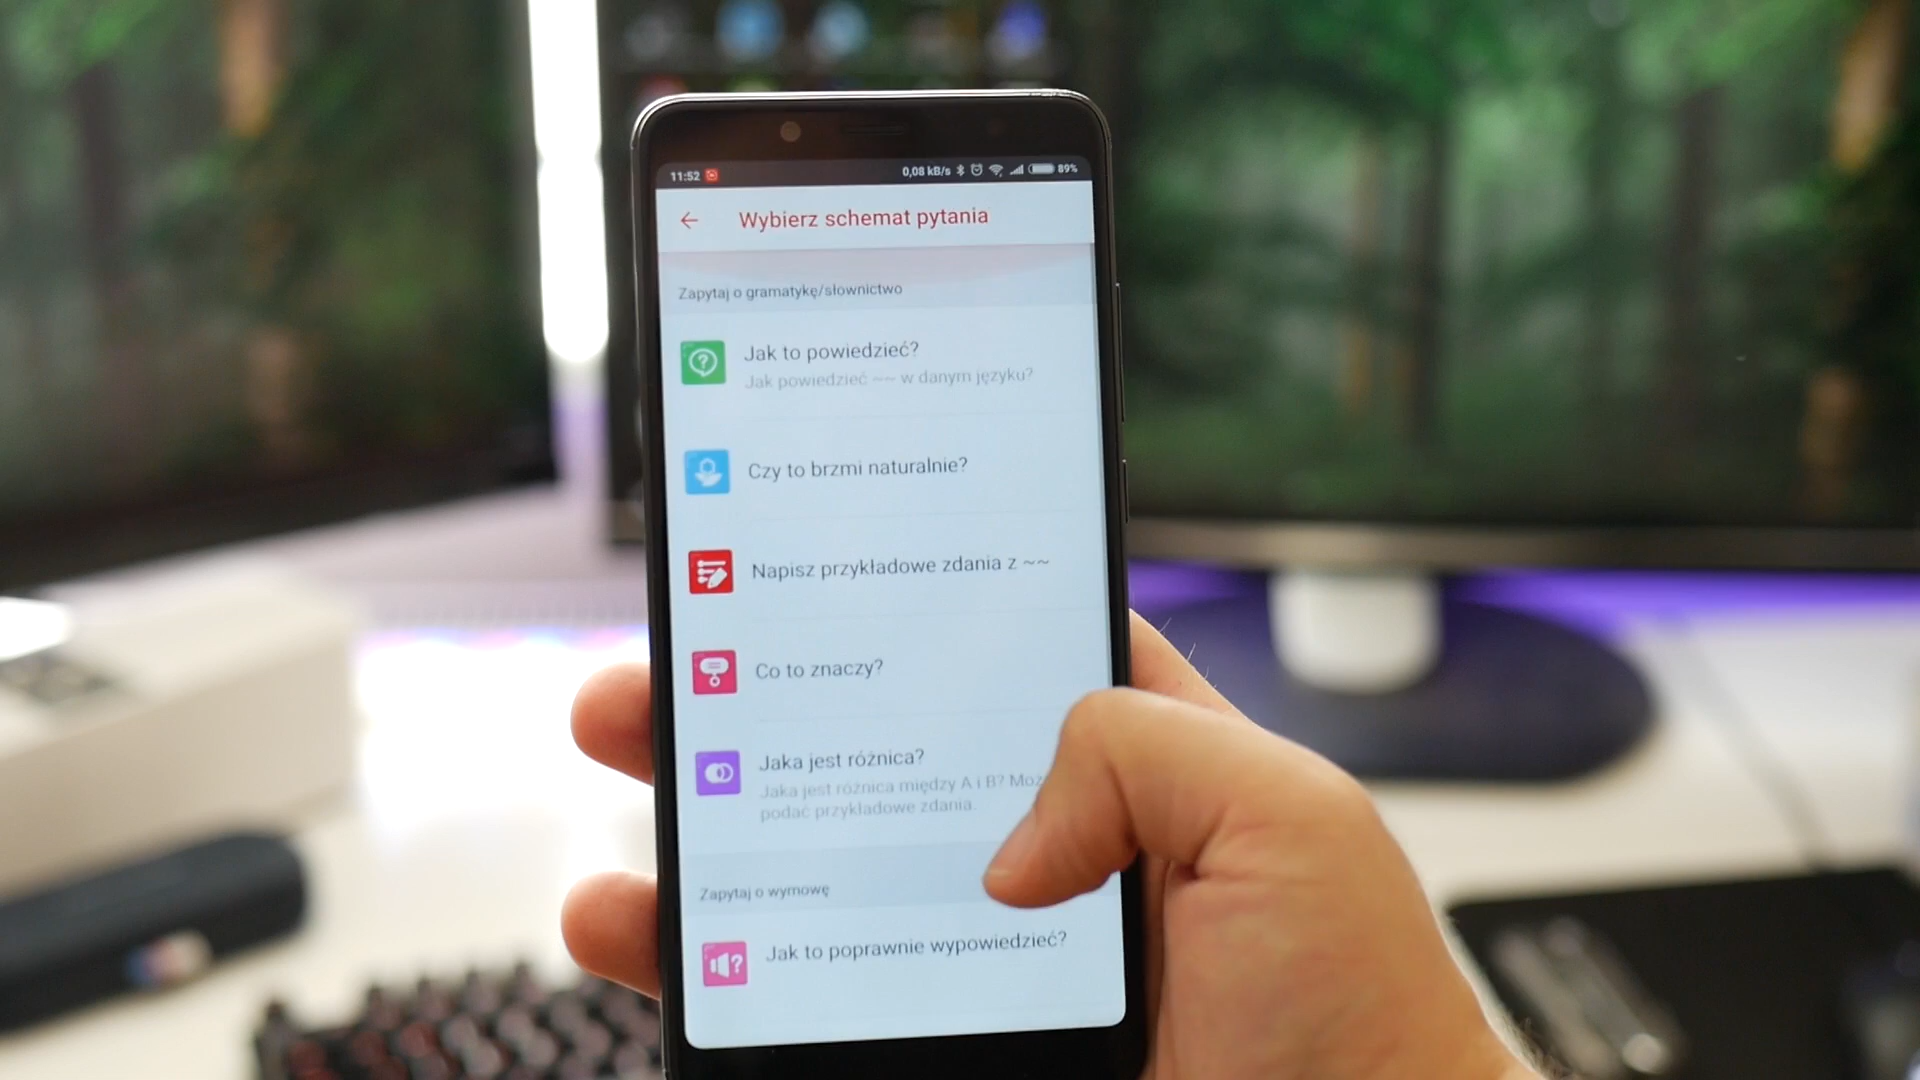 11:52 0,08 kB/s 89%
Wybierz schemat pytania
Zapytaj o gramatykę/słownictwo
Jak to powiedzieć?
Jak powiedzieć ~~ w danym języku?
Czy to brzmi naturalnie?
Napisz przykładowe zdania z ~~
Co to znaczy?
Jaka jest różnica?
Jaka jest różnica między A i B?
podać przykładowe zdania.
Zapytaj o wymowę
Jak to poprawnie wypowiedzieć?